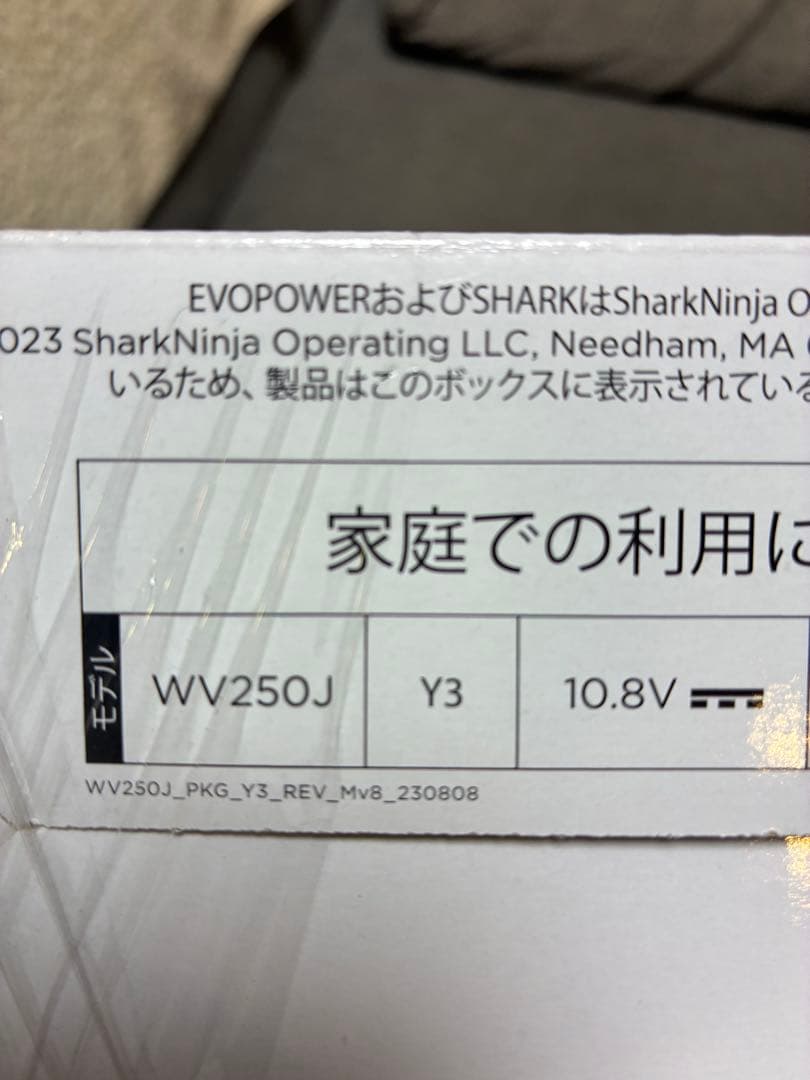 EVOPOWERおよびSHARKはSharkNinja O
023 SharkNinja Operating LLC, Needham, MA
いるため、製品はこのボックスに表示されている
家庭での利用に
モデル
WV250J
Y3
10.8V
WV250J_PKG_Y3_REV_Mv8_230808